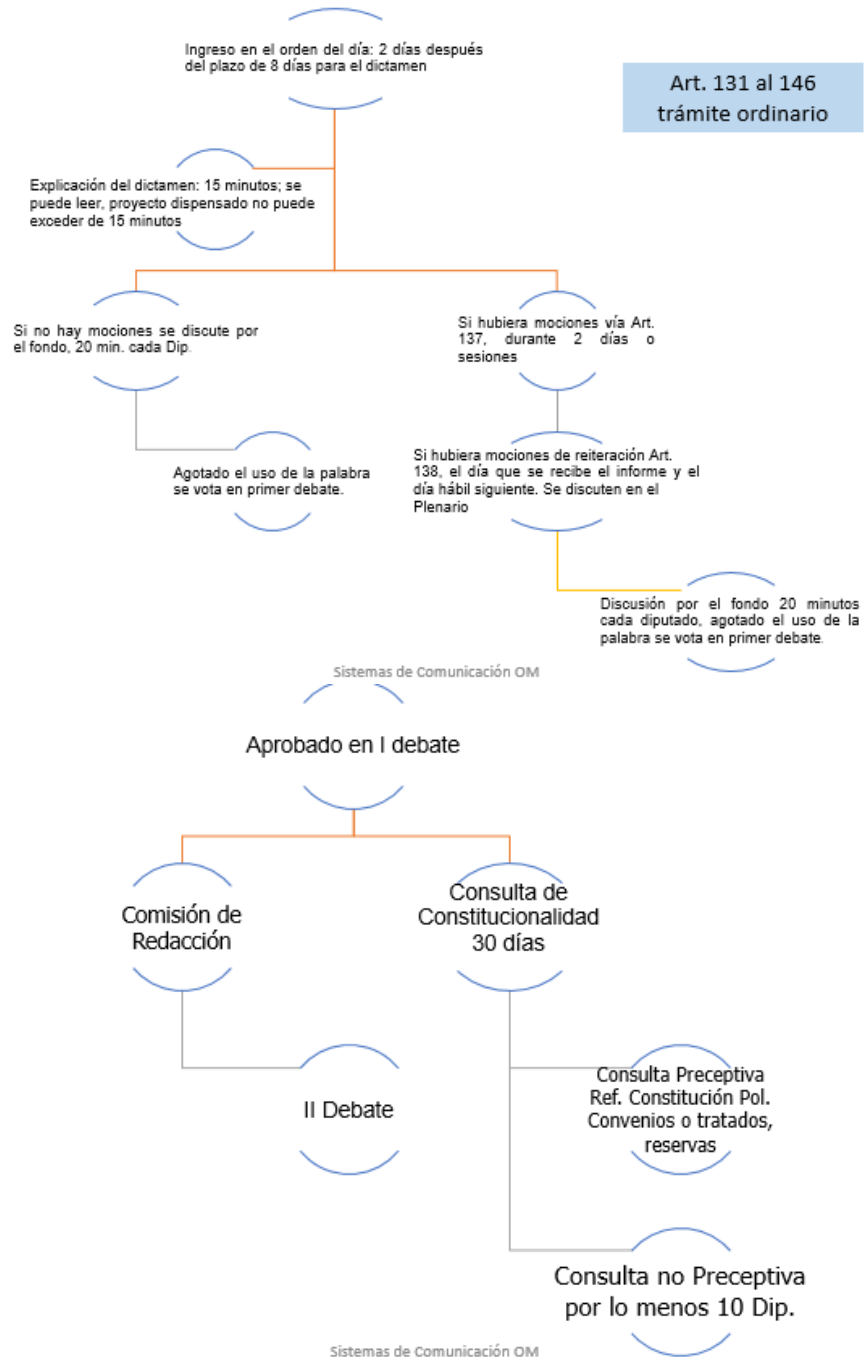 Ingreso en el orden del día: 2 días después
del plazo de 8 días para el dictamen
Art. 131 al 146
trámite ordinario
Explicación del dictamen: 15 minutos; se
puede leer, proyecto dispensado no puede
exceder de 15 minutos
Si no hay mociones se discute por
el fondo, 20 min. cada Dip.
Si hubiera mociones vía Art.
137, durante 2 días o
sesiones
Agotado el uso de la palabra
se vota en primer debate.
Si hubiera mociones de reiteración Art.
138, el día que se recibe el informe y el
día hábil siguiente. Se discuten en el
Plenario
Discusión por el fondo 20 minutos
cada diputado, agotado el uso de la
palabra se vota en primer debate.
Sistemas de Comunicación OM
Aprobado en I debate
Comisión de
Redacción
Consulta de
Constitucionalidad
30 días
II Debate
Consulta Preceptiva
Ref. Constitución Pol.
Convenios o tratados,
reservas
Consulta no Preceptiva
por lo menos 10 Dip.
Sistemas de Comunicación OM